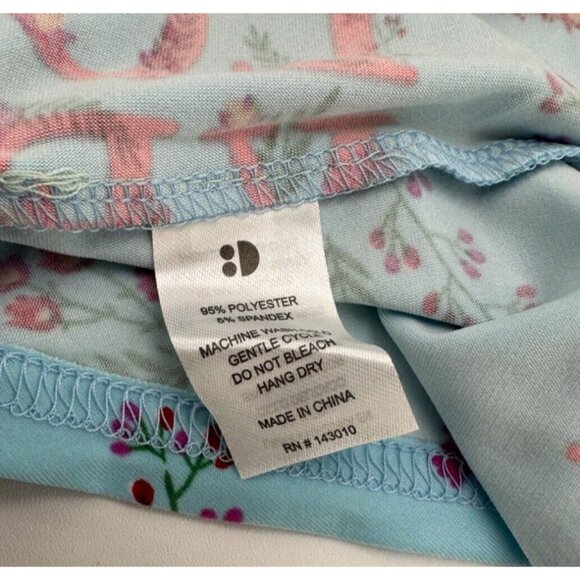 :D
95% POLYESTER
5% SPANDEX
MACHINE WASH COLD
GENTLE CYCLE
DO NOT BLEACH
HANG DRY
MADE IN CHINA
RN # 143010